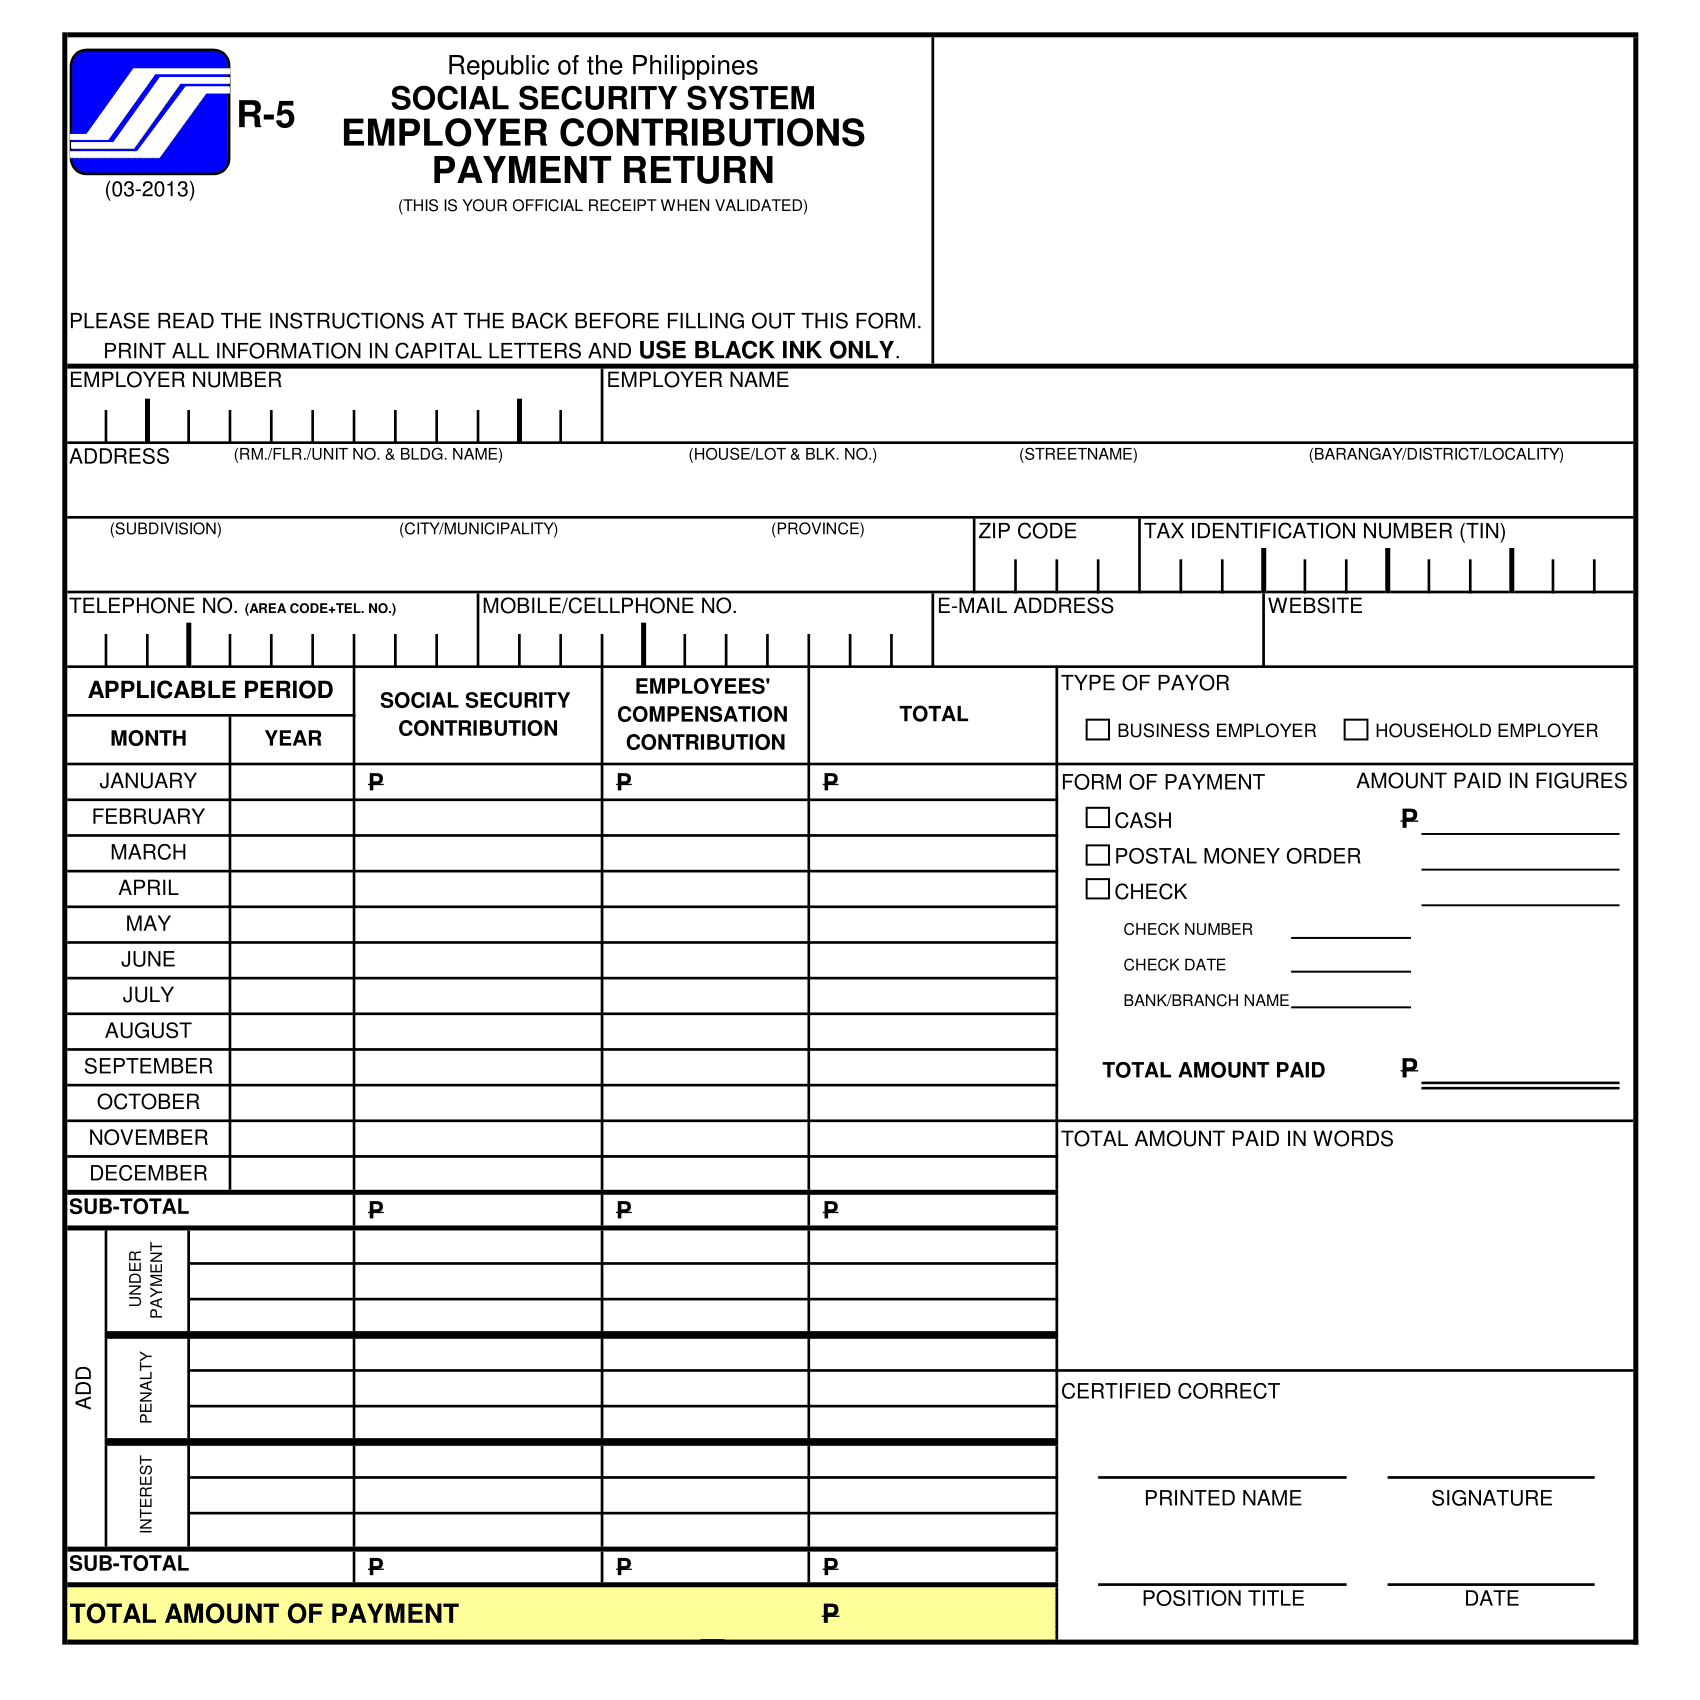 R-5
(03-2013)
Republic of the Philippines
SOCIAL SECURITY SYSTEM
EMPLOYER CONTRIBUTIONS
PAYMENT RETURN
(THIS IS YOUR OFFICIAL RECEIPT WHEN VALIDATED)
PLEASE READ THE INSTRUCTIONS AT THE BACK BEFORE FILLING OUT THIS FORM.
PRINT ALL INFORMATION IN CAPITAL LETTERS AND USE BLACK INK ONLY.
EMPLOYER NUMBER
EMPLOYER NAME
ADDRESS (RM./FLR./UNIT NO. & BLDG. NAME) (HOUSE/LOT & BLK. NO.) (STREETNAME) (BARANGAY/DISTRICT/LOCALITY)
(SUBDIVISION) (CITY/MUNICIPALITY) (PROVINCE)
ZIP CODE
TAX IDENTIFICATION NUMBER (TIN)
TELEPHONE NO. (AREA CODE+TEL. NO.)
MOBILE/CELLPHONE NO.
E-MAIL ADDRESS
WEBSITE
APPLICABLE PERIOD
MONTH YEAR
SOCIAL SECURITY
CONTRIBUTION
EMPLOYEES'
COMPENSATION
CONTRIBUTION
TOTAL
JANUARY ₱ ₱ ₱
FEBRUARY
MARCH
APRIL
MAY
JUNE
JULY
AUGUST
SEPTEMBER
OCTOBER
NOVEMBER
DECEMBER
SUB-TOTAL ₱ ₱ ₱
ADD
UNDER
PAYMENT
PENALTY
INTEREST
SUB-TOTAL ₱ ₱ ₱
TOTAL AMOUNT OF PAYMENT ₱
TYPE OF PAYOR
BUSINESS EMPLOYER HOUSEHOLD EMPLOYER
FORM OF PAYMENT AMOUNT PAID IN FIGURES
CASH ₱
POSTAL MONEY ORDER
CHECK
CHECK NUMBER
CHECK DATE
BANK/BRANCH NAME
TOTAL AMOUNT PAID ₱
TOTAL AMOUNT PAID IN WORDS
CERTIFIED CORRECT
PRINTED NAME SIGNATURE
POSITION TITLE DATE